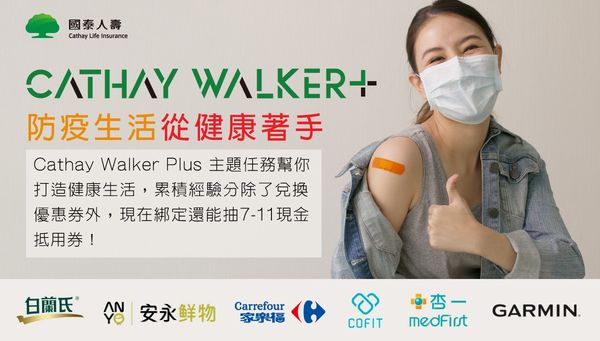 國泰人壽
Cathay Life Insurance
CATHAY WALKER+
防疫生活從健康著手
Cathay Walker Plus 主題任務幫你
打造健康生活，累積經驗分除了兌換
優惠券外，現在綁定還能抽7-11現金
抵用券！
白蘭氏®
ANYO 安永鮮物
Carrefour
家樂福
COFIT
杏一
medFirst
GARMIN.